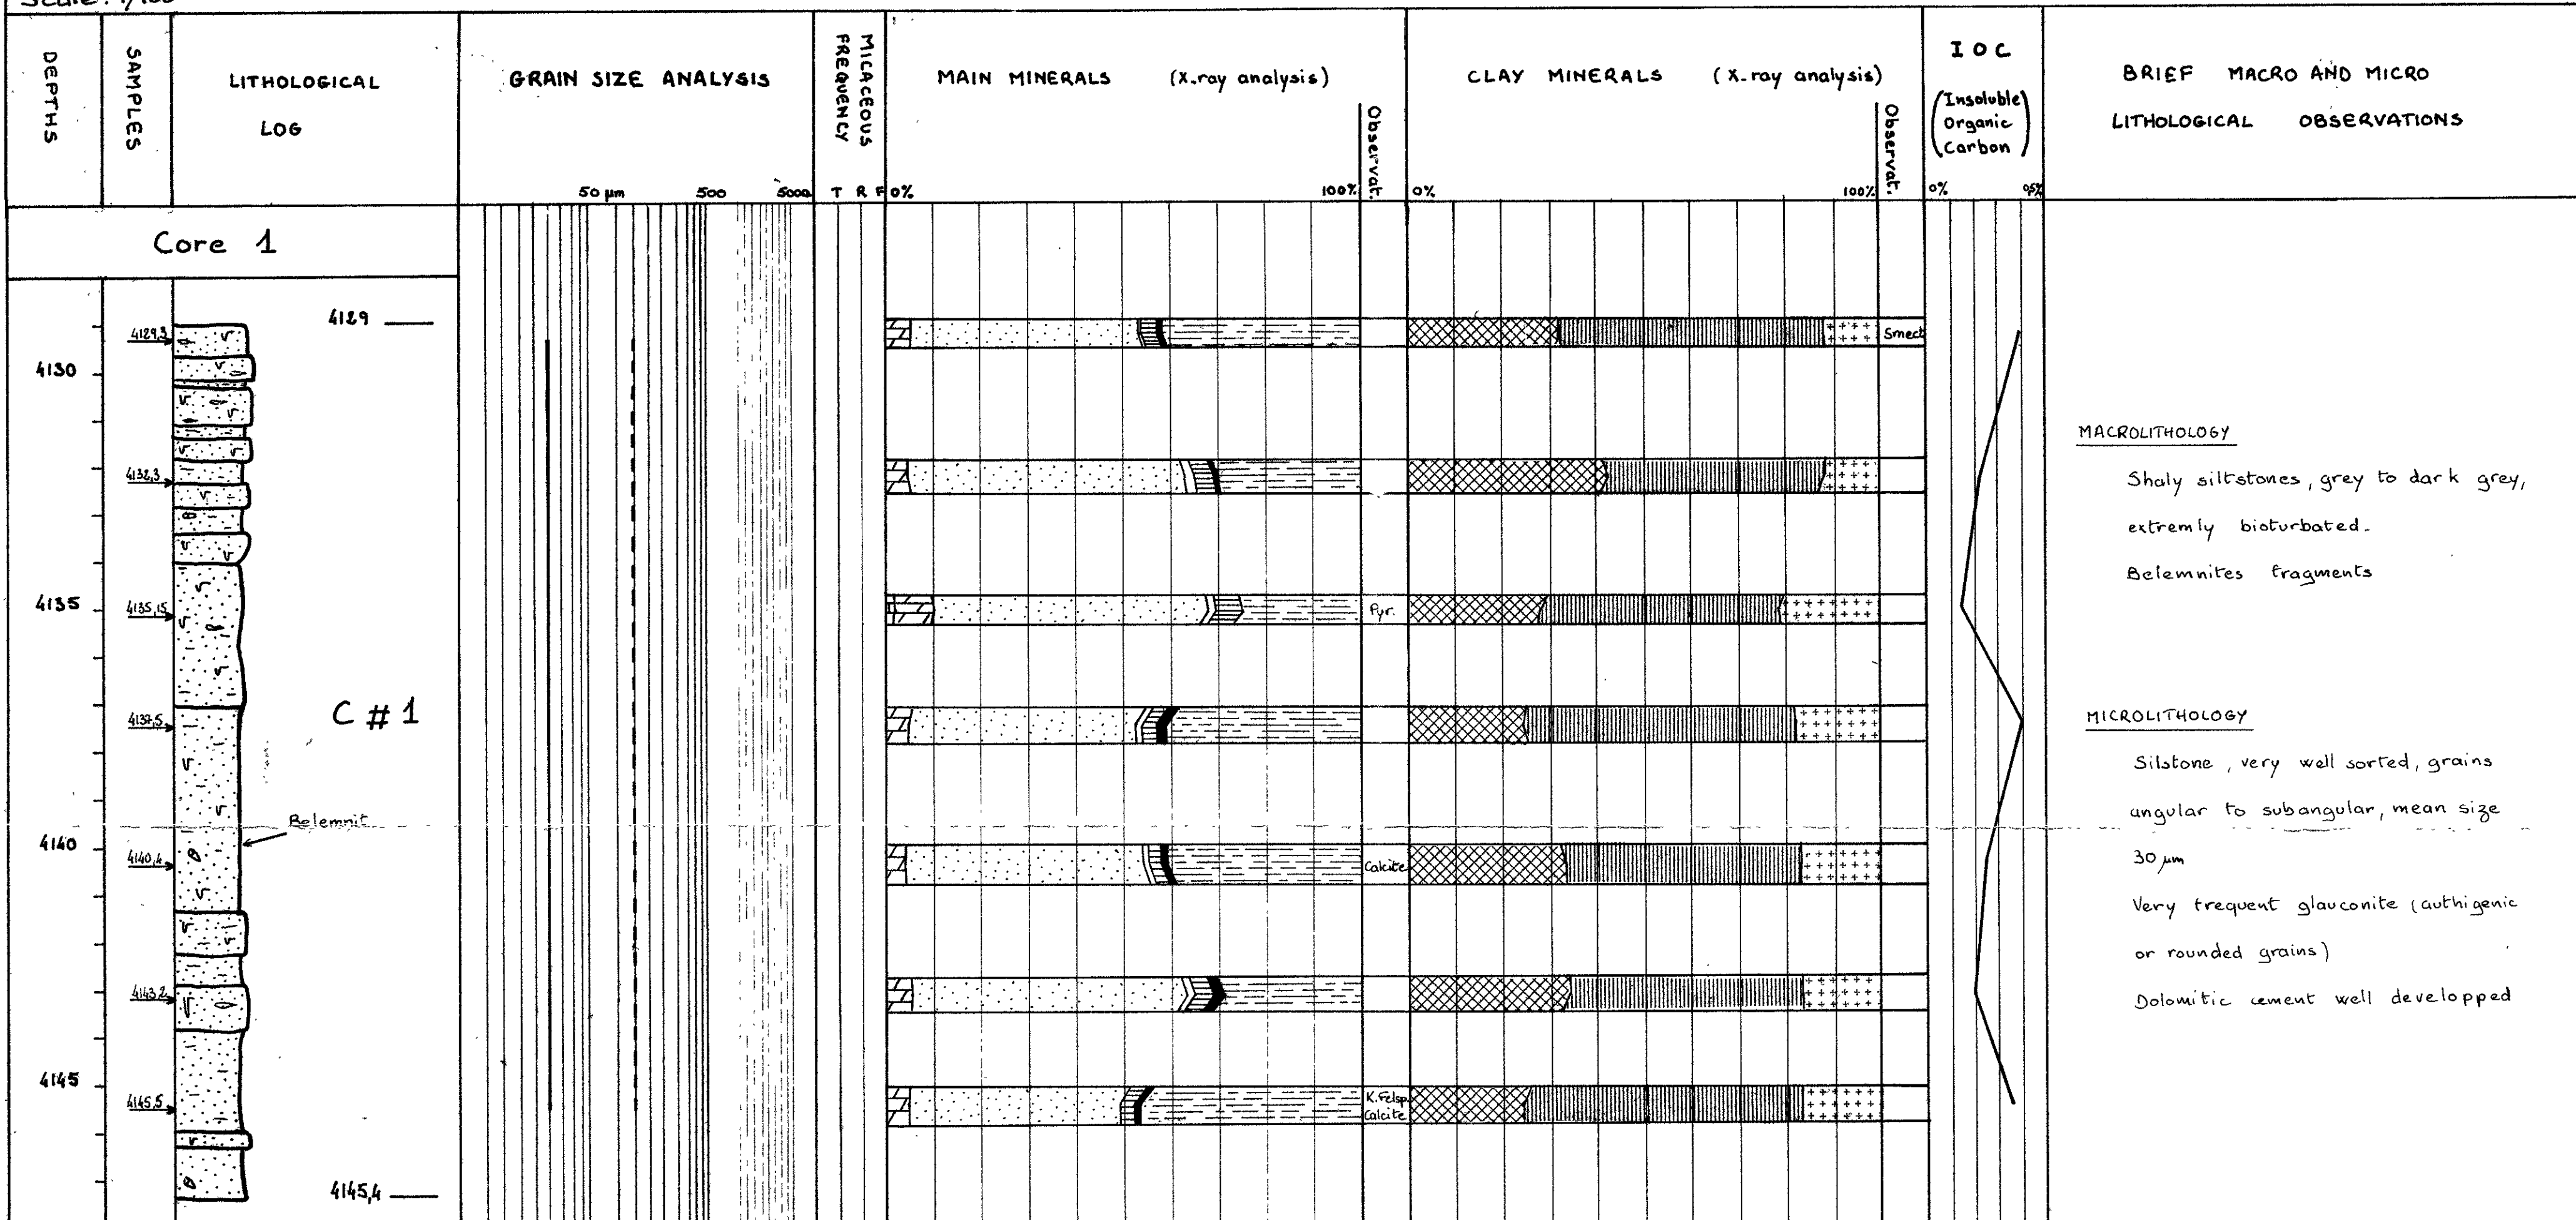 Scale: 1/100
DEPTHS
SAMPLES
LITHOLOGICAL
LOG
GRAIN SIZE ANALYSIS
50 µm 500 5000
MICACEOUS
FREQUENCY
T R F
MAIN MINERALS (X.ray analysis)
0% 100%
Observat.
CLAY MINERALS (X-ray analysis)
0% 100%
Observat.
I O C
(Insoluble
Organic
Carbon)
0% 0,5%
BRIEF MACRO AND MICRO
LITHOLOGICAL OBSERVATIONS
Core 1
4129
4129,3
Smect
4130
MACROLITHOLOGY
4132,3
Shaly siltstones, grey to dark grey,
extremly bioturbated.
Belemnites fragments
4135
4135,15
Pyr.
C # 1
4137,5
MICROLITHOLOGY
Silstone, very well sorted, grains
angular to subangular, mean size
Belemnit
4140
4140,4
Calcite
30 µm
Very frequent glauconite (authigenic
or rounded grains)
4143,2
Dolomitic cement well developped
4145
4145,5
K.Felsp.
Calcite
4145,4